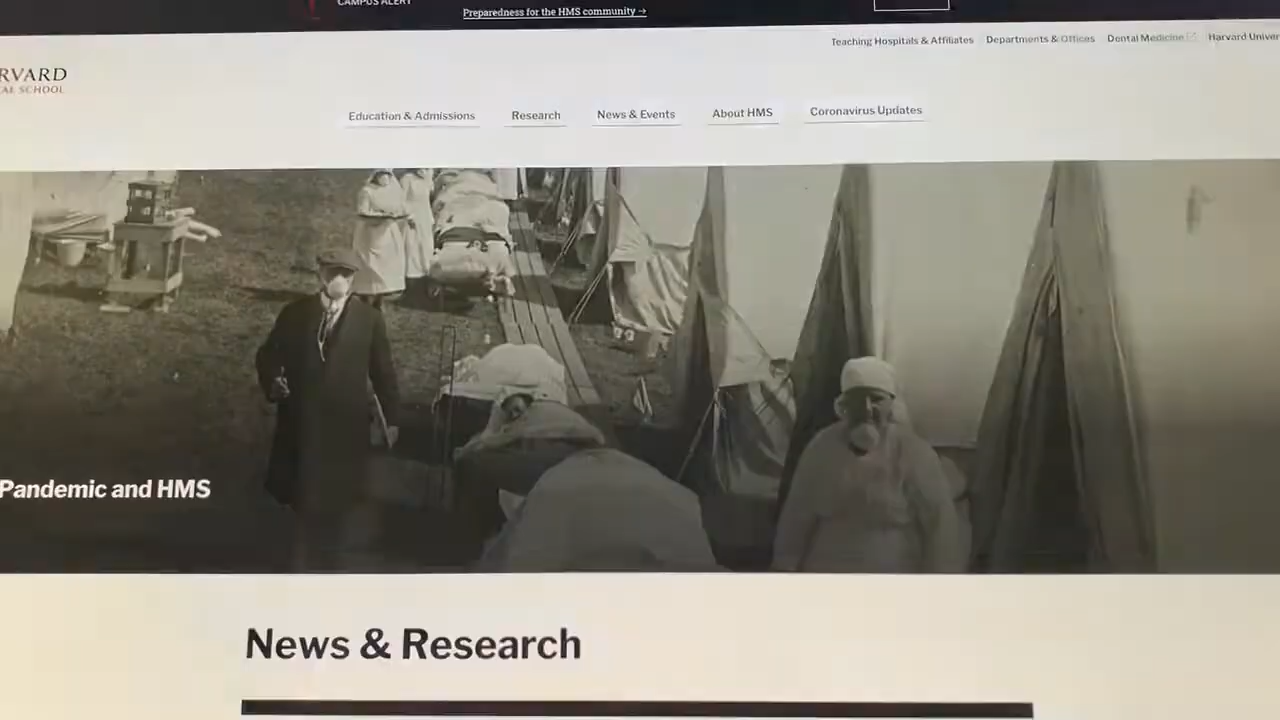 CAMPUS ALERT
Preparedness for the HMS community →
Teaching Hospitals & Affiliates Departments & Offices Dental Medicine Harvard Univer
RVARD
AL SCHOOL
Education & Admissions Research News & Events About HMS Coronavirus Updates
Pandemic and HMS
News & Research